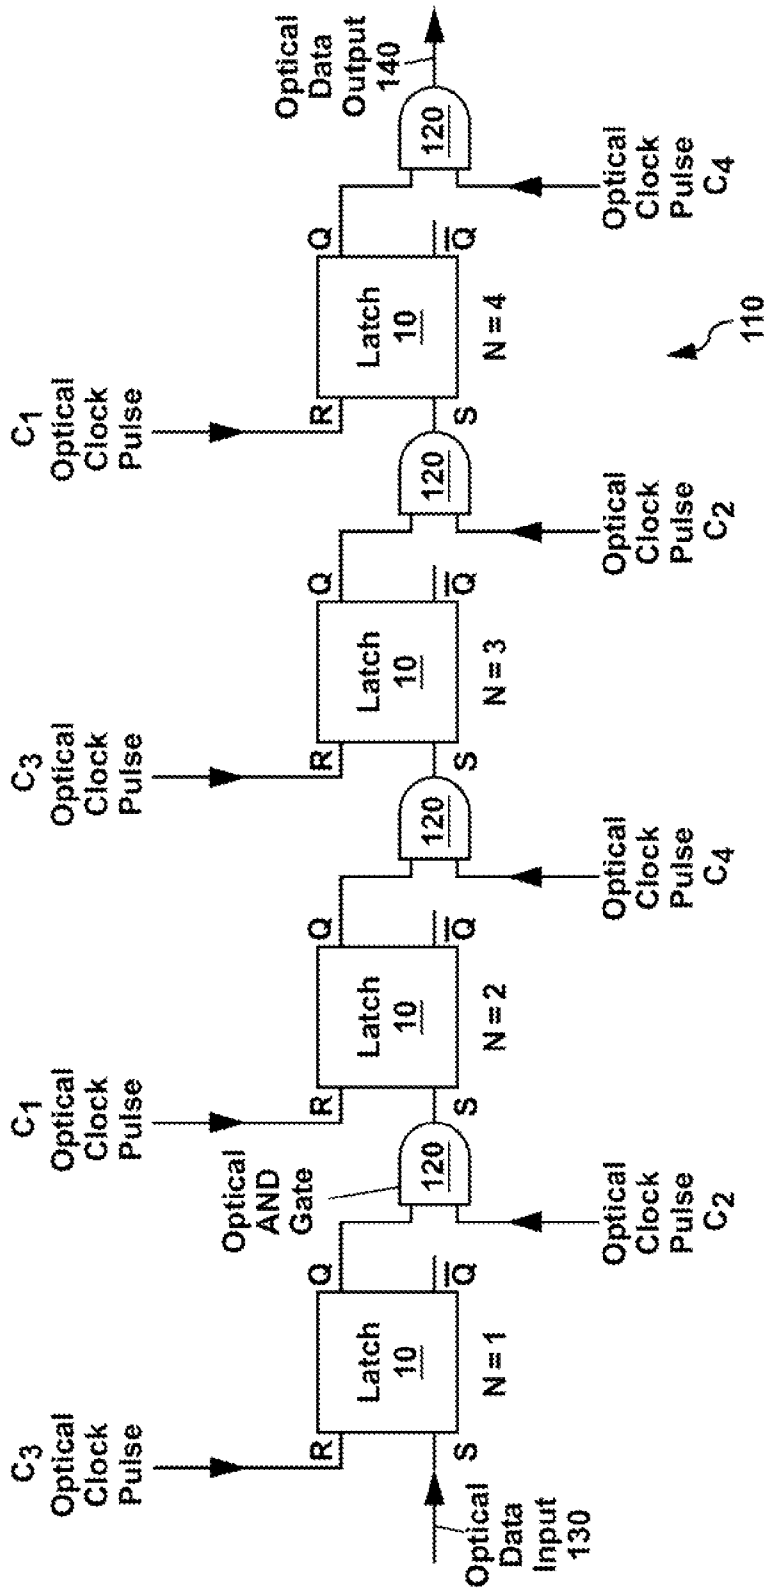 C3
Optical
Clock
Pulse
C1
Optical
Clock
Pulse
C3
Optical
Clock
Pulse
C1
Optical
Clock
Pulse
Optical
Data
Input
130
R
S
Latch
10
Q
Q̅
N = 1
Optical
AND
Gate
120
Optical
Clock
Pulse
C2
R
S
Latch
10
Q
Q̅
N = 2
120
Optical
Clock
Pulse
C4
R
S
Latch
10
Q
Q̅
N = 3
120
Optical
Clock
Pulse
C2
R
S
Latch
10
Q
Q̅
N = 4
120
Optical
Clock
Pulse
C4
Optical
Data
Output
140
110